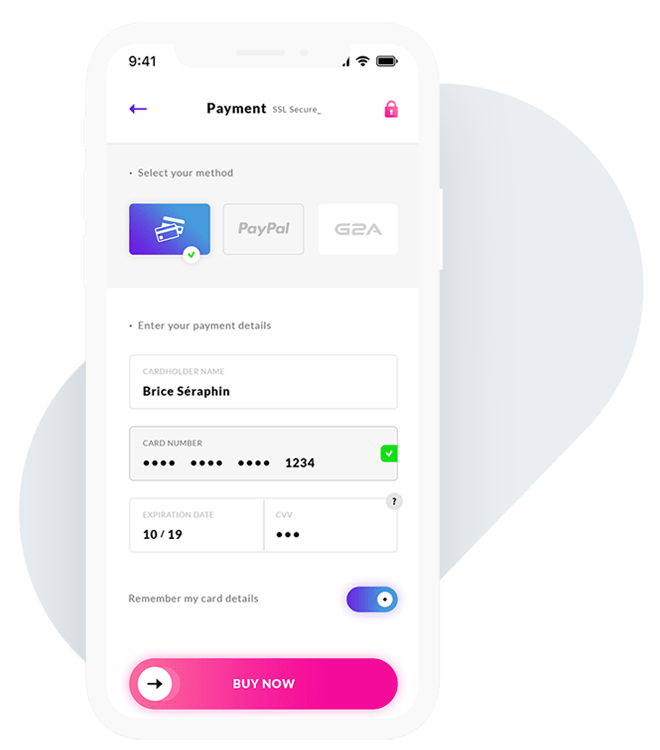 9:41
Payment SSL Secure_
• Select your method
PayPal G2A
• Enter your payment details
CARDHOLDER NAME
Brice Séraphin
CARD NUMBER
•••• •••• •••• 1234
?
EXPIRATION DATE CVV
10 / 19 •••
Remember my card details
BUY NOW